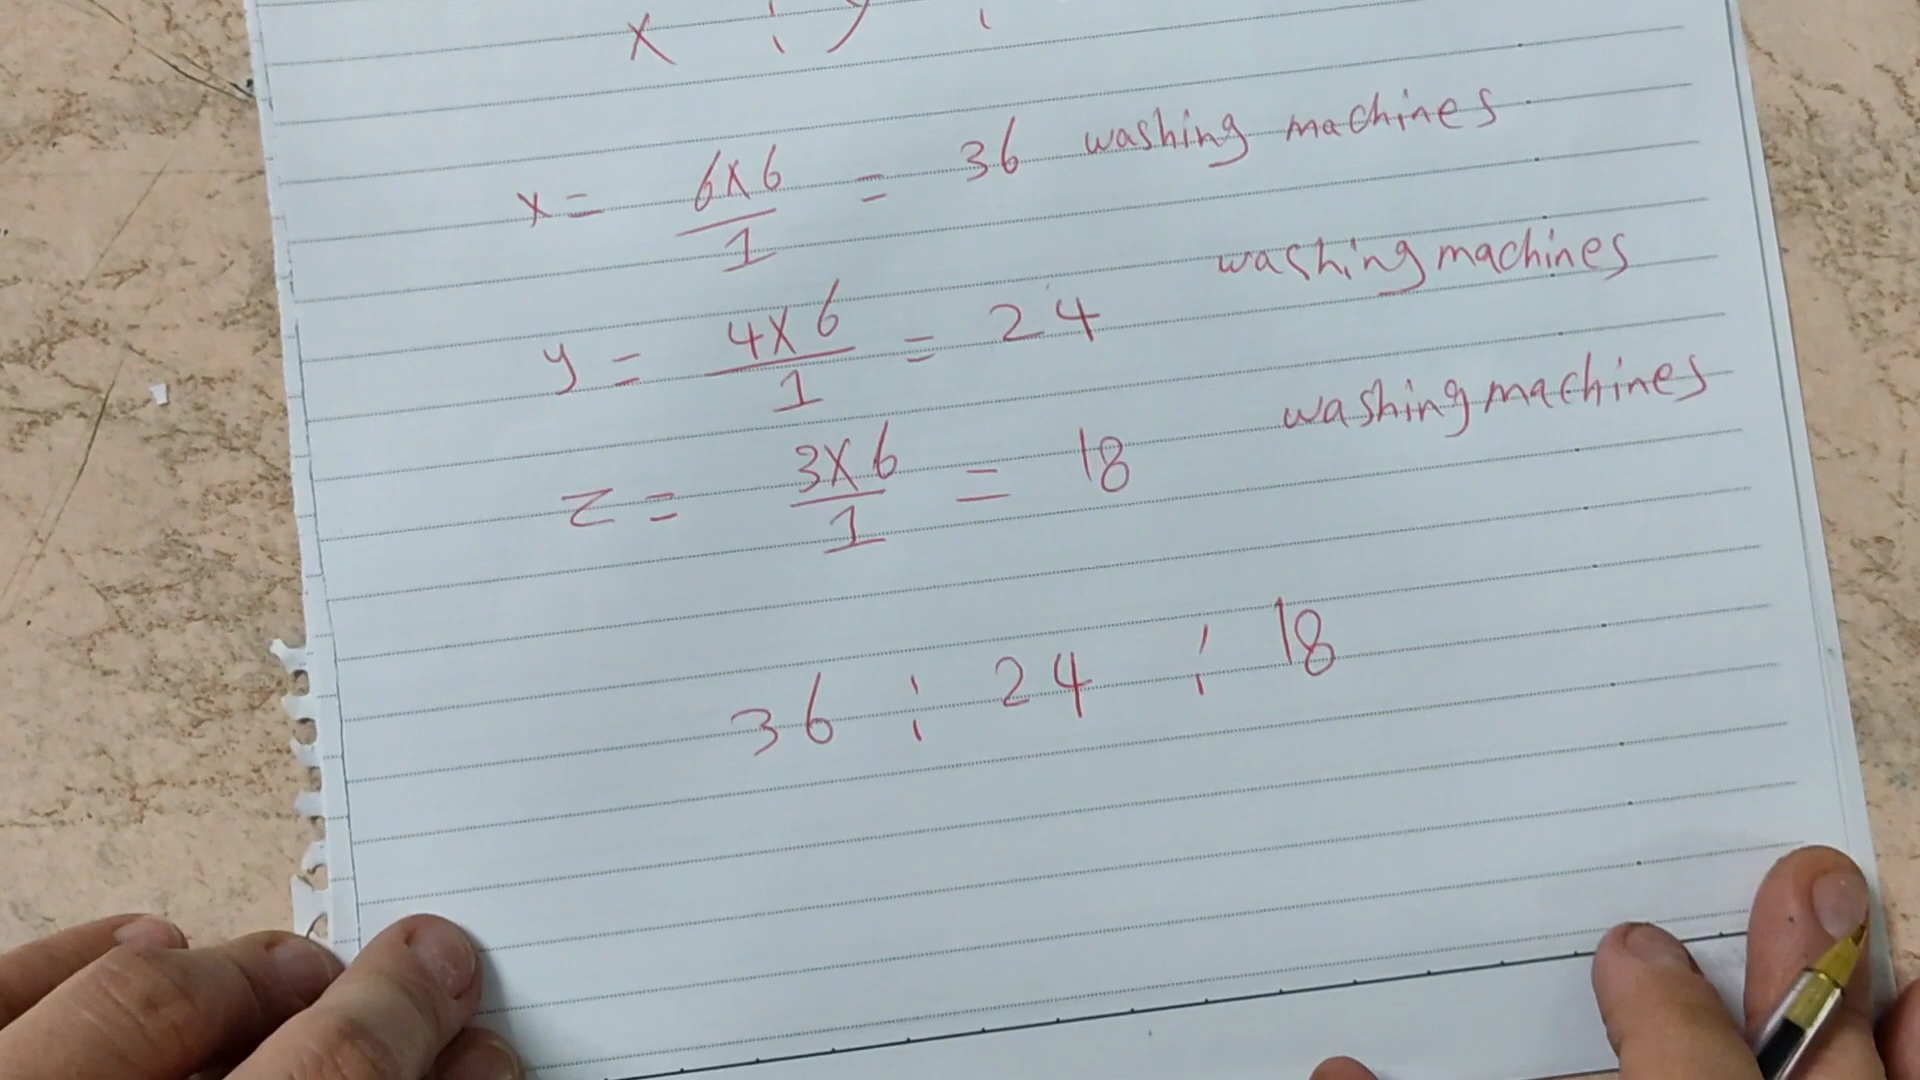 x : y :
x = 6x6/1 = 36 washing machines
y = 4x6/1 = 24 washing machines
z = 3x6/1 = 18 washing machines
36 : 24 : 18